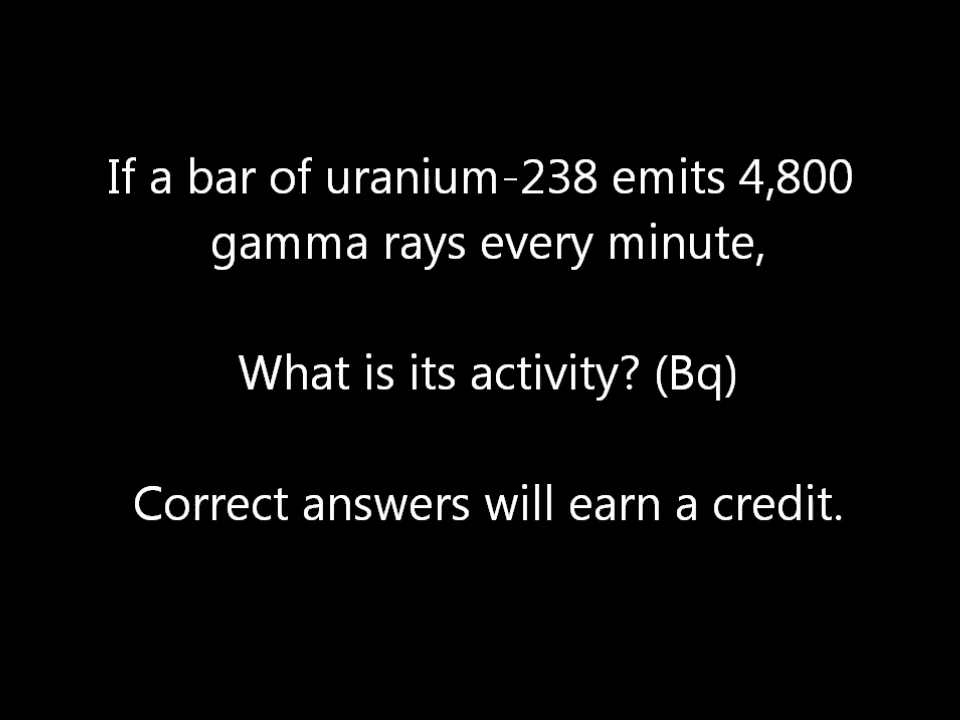 If a bar of uranium-238 emits 4,800
gamma rays every minute,
What is its activity? (Bq)
Correct answers will earn a credit.